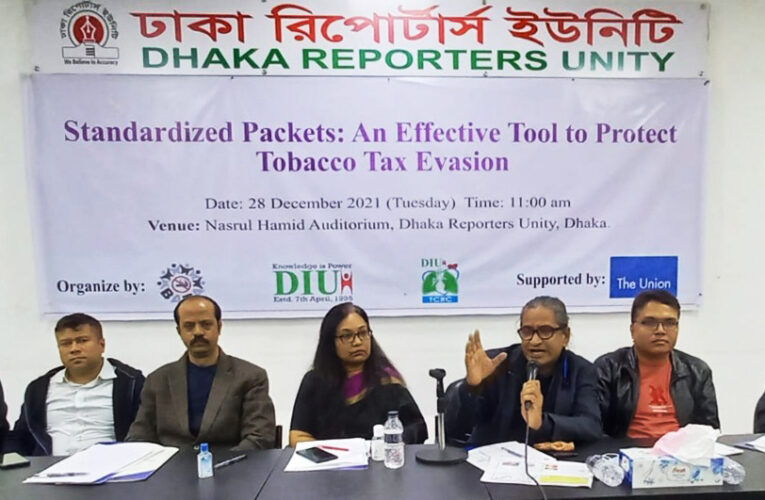 ঢাকা রিপোর্টার্স ইউনিটি
We Believe in Accuracy
DHAKA REPORTERS UNITY
Standardized Packets: An Effective Tool to Protect
Tobacco Tax Evasion
Date: 28 December 2021 (Tuesday) Time: 11:00 am
Venue: Nasrul Hamid Auditorium, Dhaka Reporters Unity, Dhaka.
Organize by:
Knowledge is Power
DIU
Estd. 7th April, 1995
DIU
TCRC
Supported by:
The Union